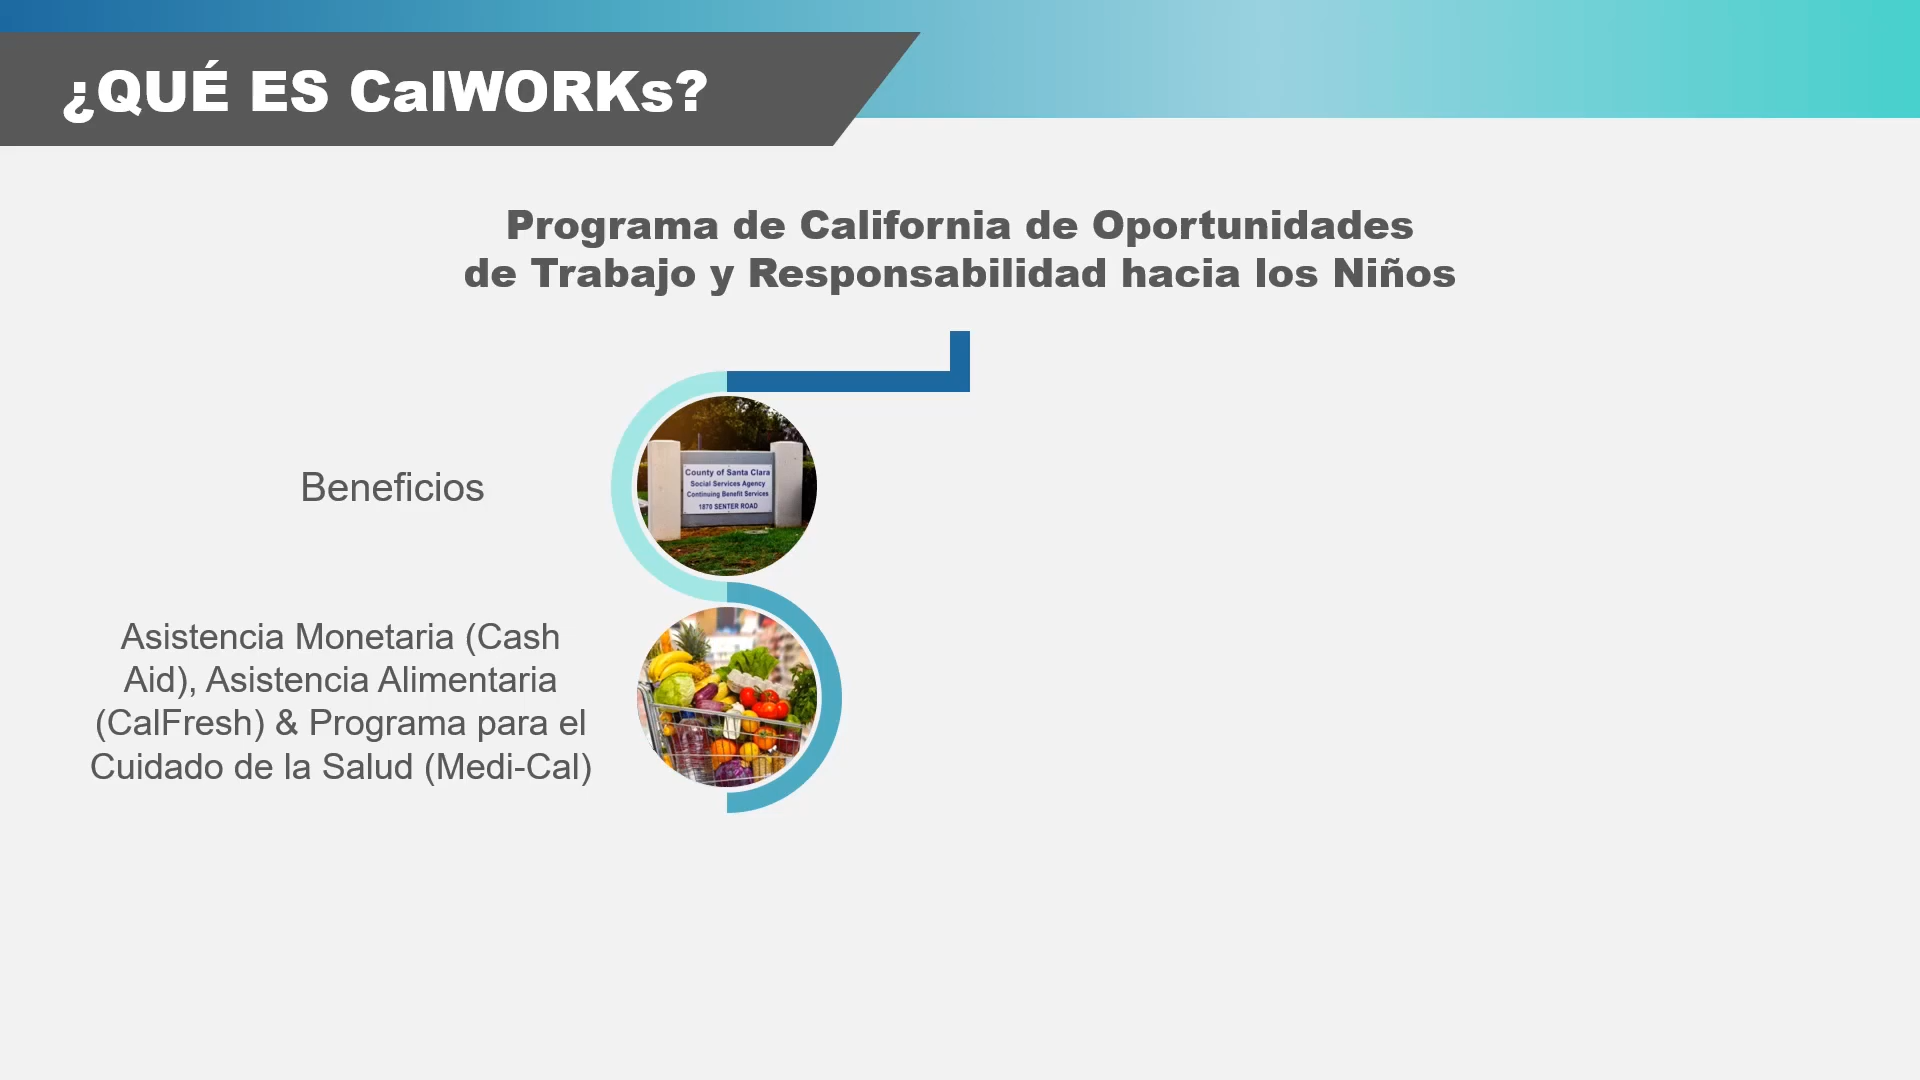 ¿QUÉ ES CalWORKs?
Programa de California de Oportunidades
de Trabajo y Responsabilidad hacia los Niños
Beneficios
County of Santa Clara
Social Services Agency
Continuing Benefit Services
1870 SENTER ROAD
Asistencia Monetaria (Cash
Aid), Asistencia Alimentaria
(CalFresh) & Programa para el
Cuidado de la Salud (Medi-Cal)